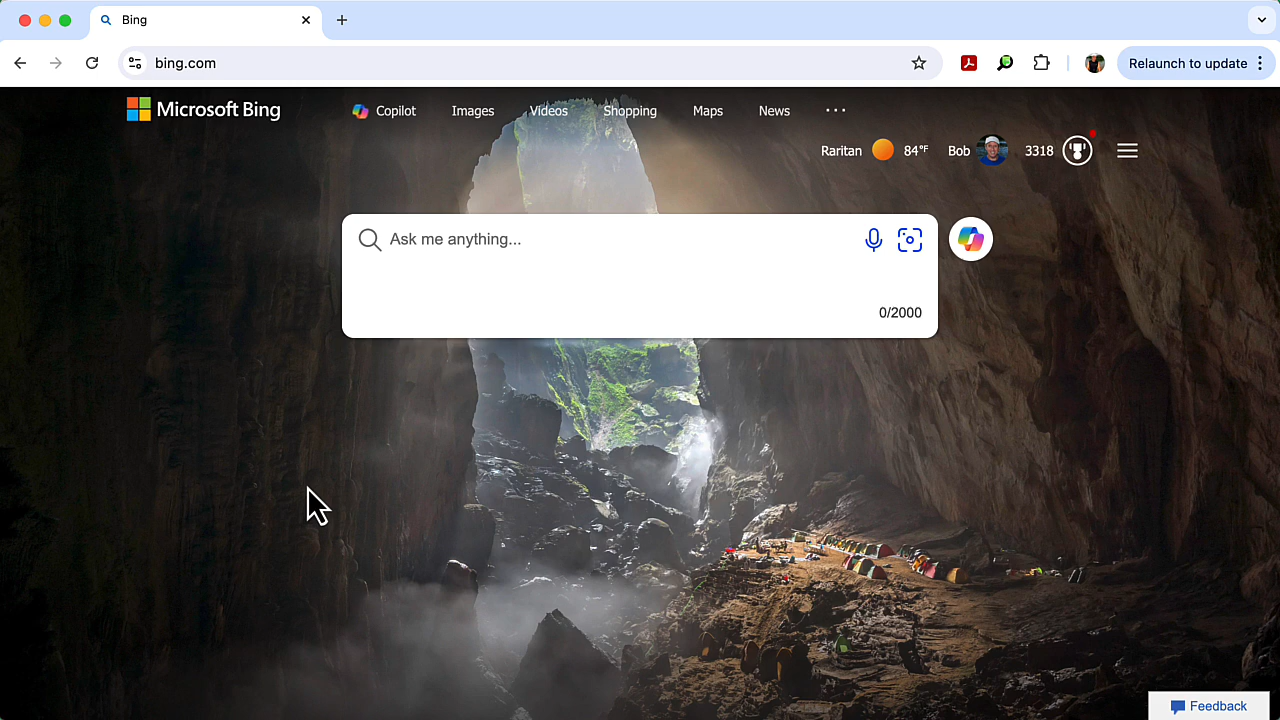 Bing
bing.com
Relaunch to update
Microsoft Bing
Copilot
Images
Videos
Shopping
Maps
News
Raritan
84°F
Bob
3318
Ask me anything...
0/2000
Feedback